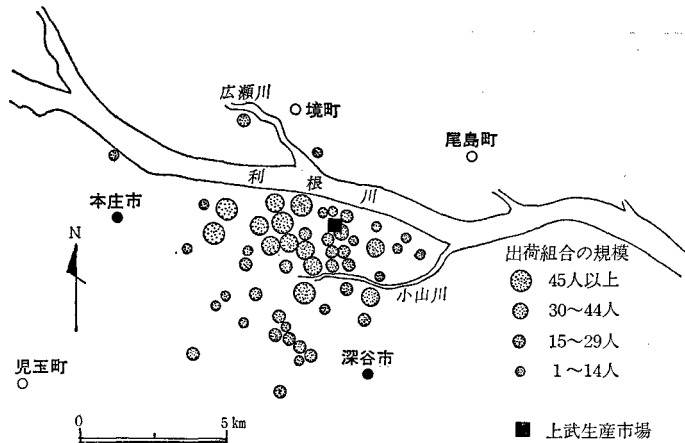 広瀬川
境町
尾島町
利根川
本庄市
N
小山川
児玉町
深谷市
0 5km
出荷組合の規模
45人以上
30～44人
15～29人
1～14人
上武生産市場